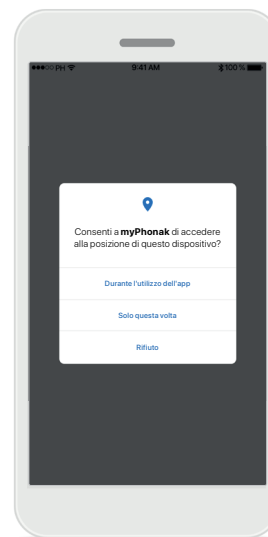 ●●●○○ PH 9:41 AM 100 %
Consenti a myPhonak di accedere
alla posizione di questo dispositivo?
Durante l'utilizzo dell'app
Solo questa volta
Rifiuto